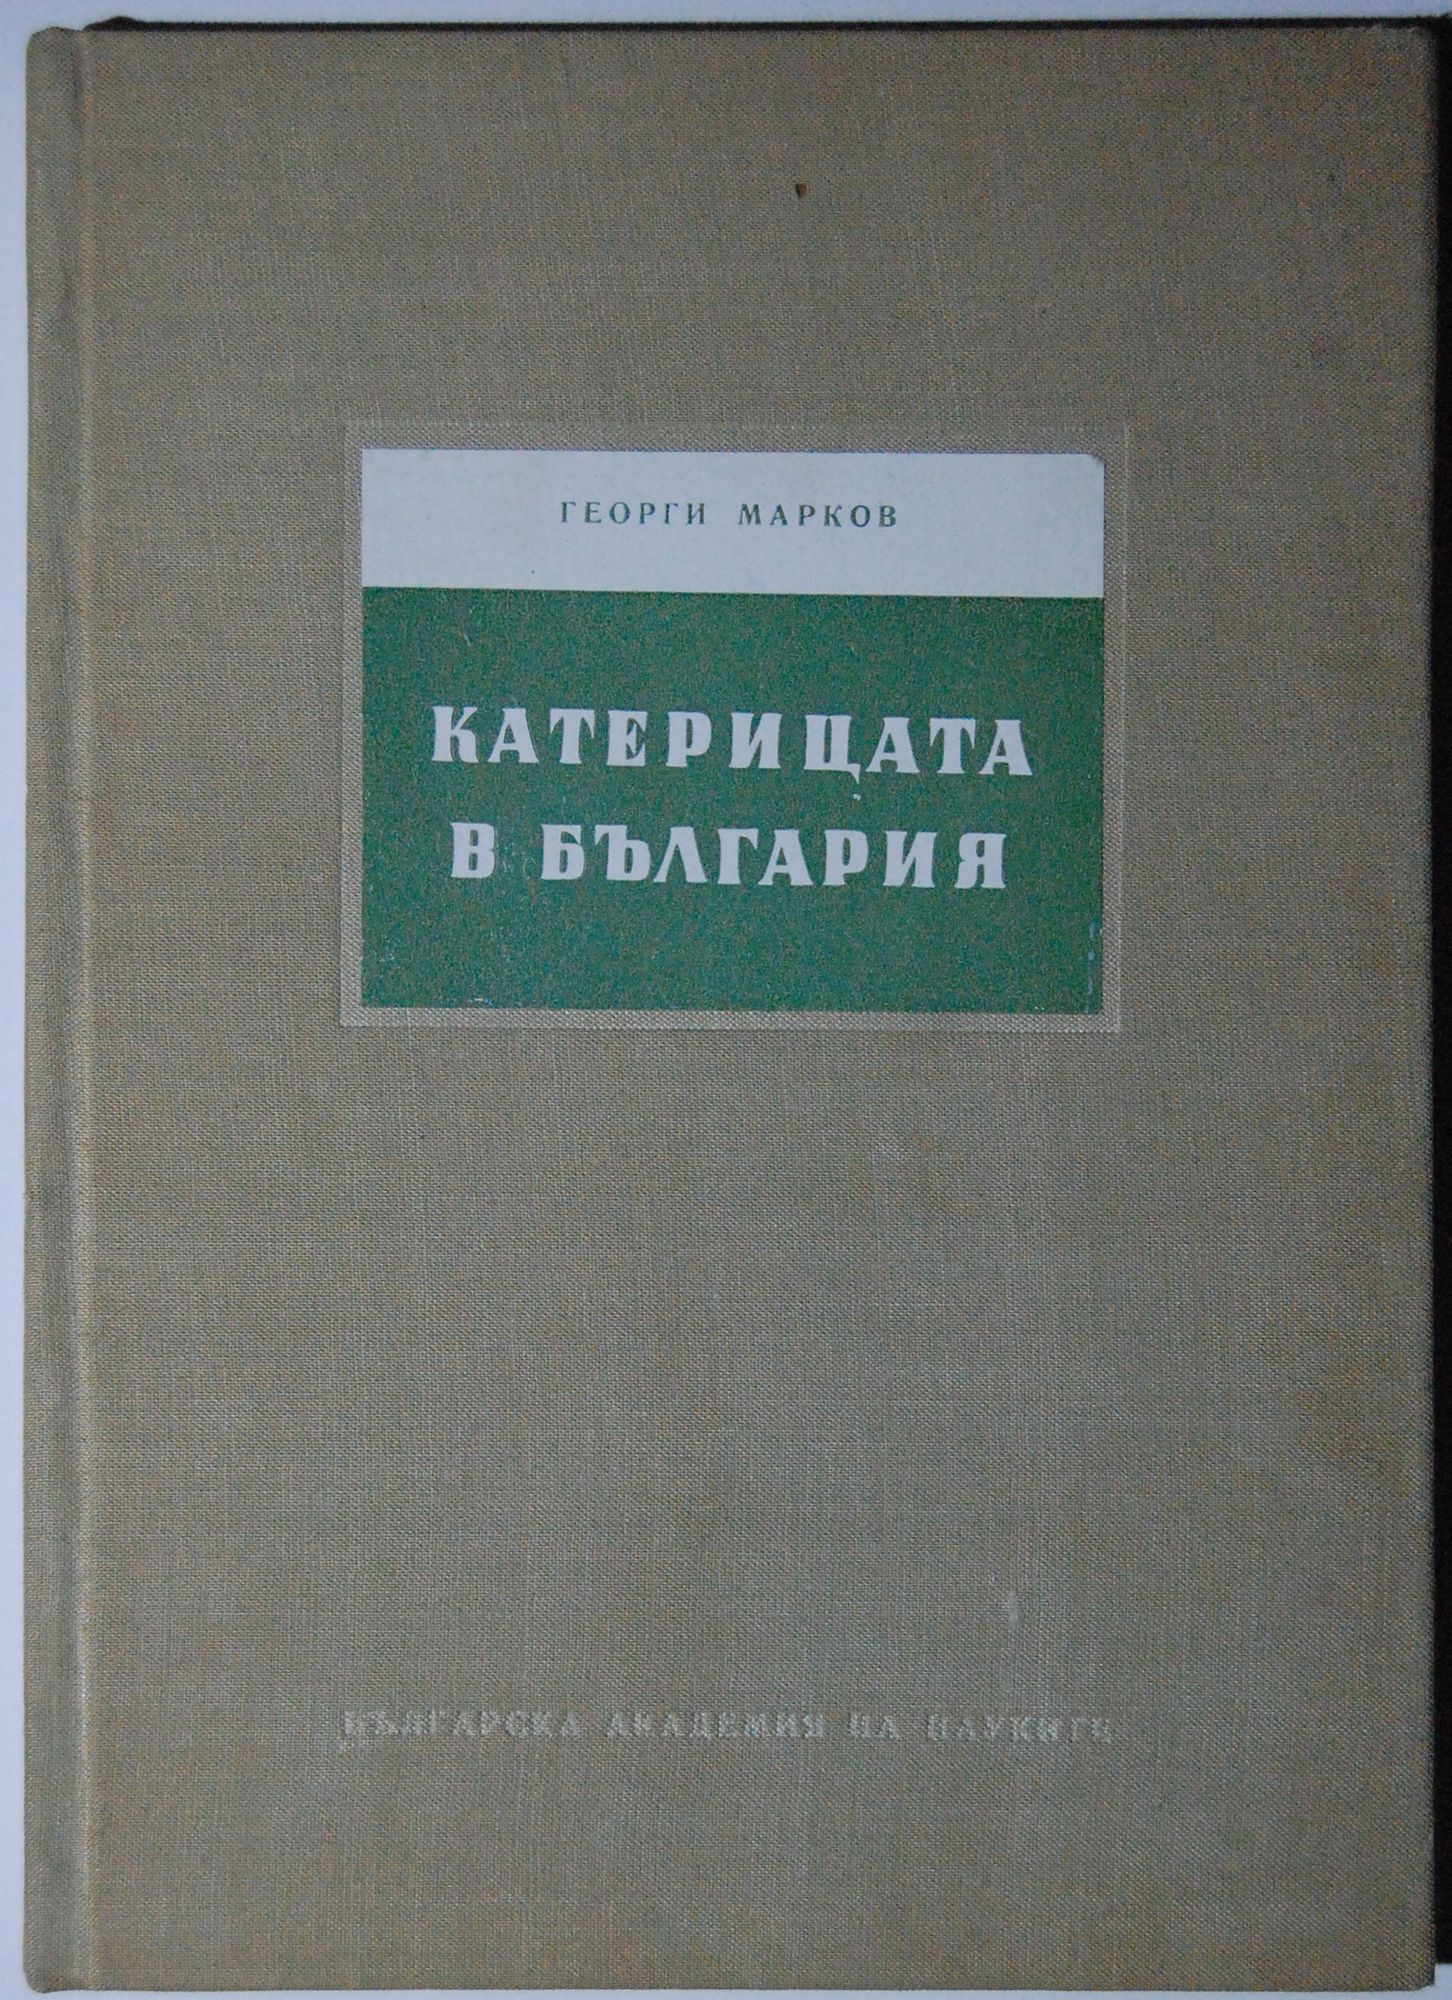 ГЕОРГИ МАРКОВ
КАТЕРИЦАТА
В БЪЛГАРИЯ
БЪЛГАРСКА АКАДЕМИЯ НА НАУКИТЕ